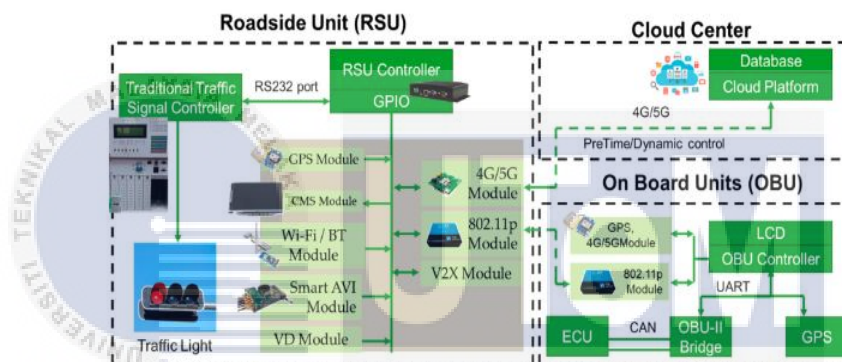 Roadside Unit (RSU)
Cloud Center
Traditional Traffic
Signal Controller
RS232 port
RSU Controller
GPIO
Database
Cloud Platform
4G/5G
PreTime/Dynamic control
GPS Module
CMS Module
Wi-Fi / BT
Module
Smart AVI
Module
VD Module
4G/5G
Module
802.11p
Module
V2X Module
Traffic Light
On Board Units (OBU)
GPS,
4G/5GModule
802.11p
Module
LCD
OBU Controller
UART
ECU
CAN
OBU-II
Bridge
GPS
UNIVERSITI TEKNIKAL
UTeM